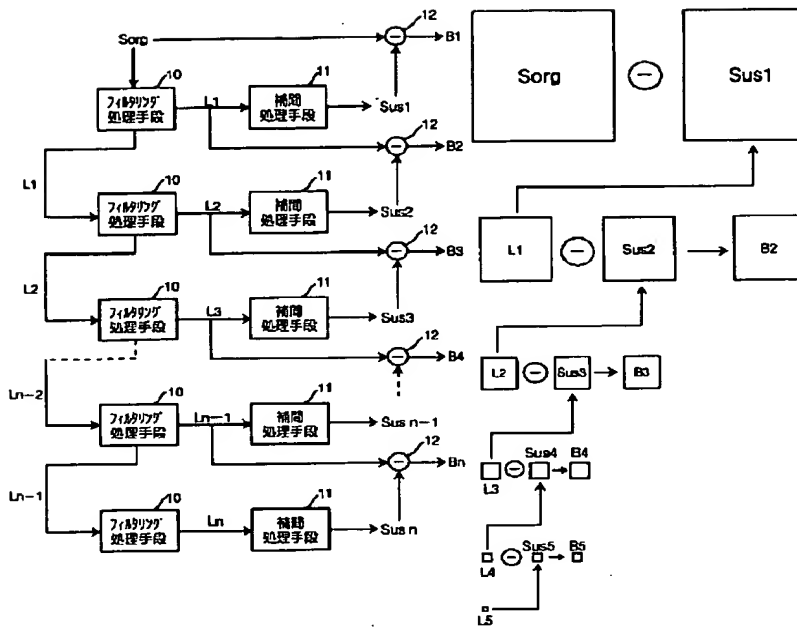 Sorg
12
B1
10
フィルタリング
処理手段
L1
11
補間
処理手段
Sus1
12
B2
L1
10
フィルタリング
処理手段
L2
11
補間
処理手段
Sus2
12
B3
L2
10
フィルタリング
処理手段
L3
11
補間
処理手段
Sus3
12
B4
Ln-2
10
フィルタリング
処理手段
Ln-1
11
補間
処理手段
Sus n-1
12
Bn
Ln-1
10
フィルタリング
処理手段
Ln
11
補間
処理手段
Sus n
Sorg
Sus1
L1
Sus2
B2
L2
Sus3
B3
L3
Sus4
B4
L4
Sus5
B5
L5